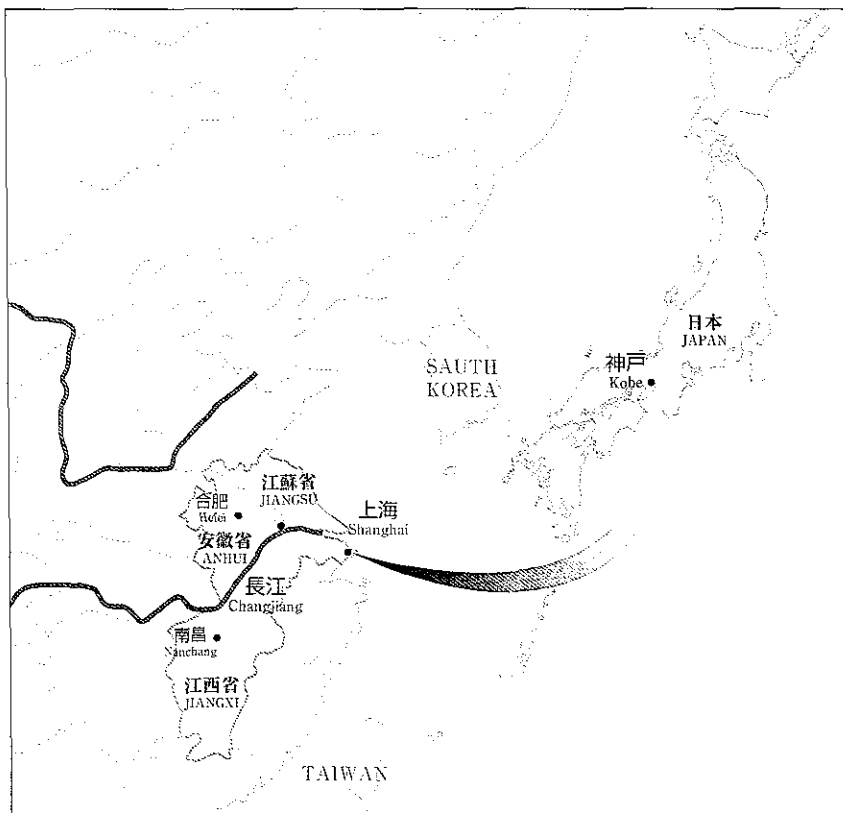 日本
JAPAN
神戸
Kobe
SAUTH
KOREA
江蘇省
JIANGSU
合肥
Hefei
上海
Shanghai
安徽省
ANHUI
長江
Changjiang
南昌
Nanchang
江西省
JIANGXI
TAIWAN